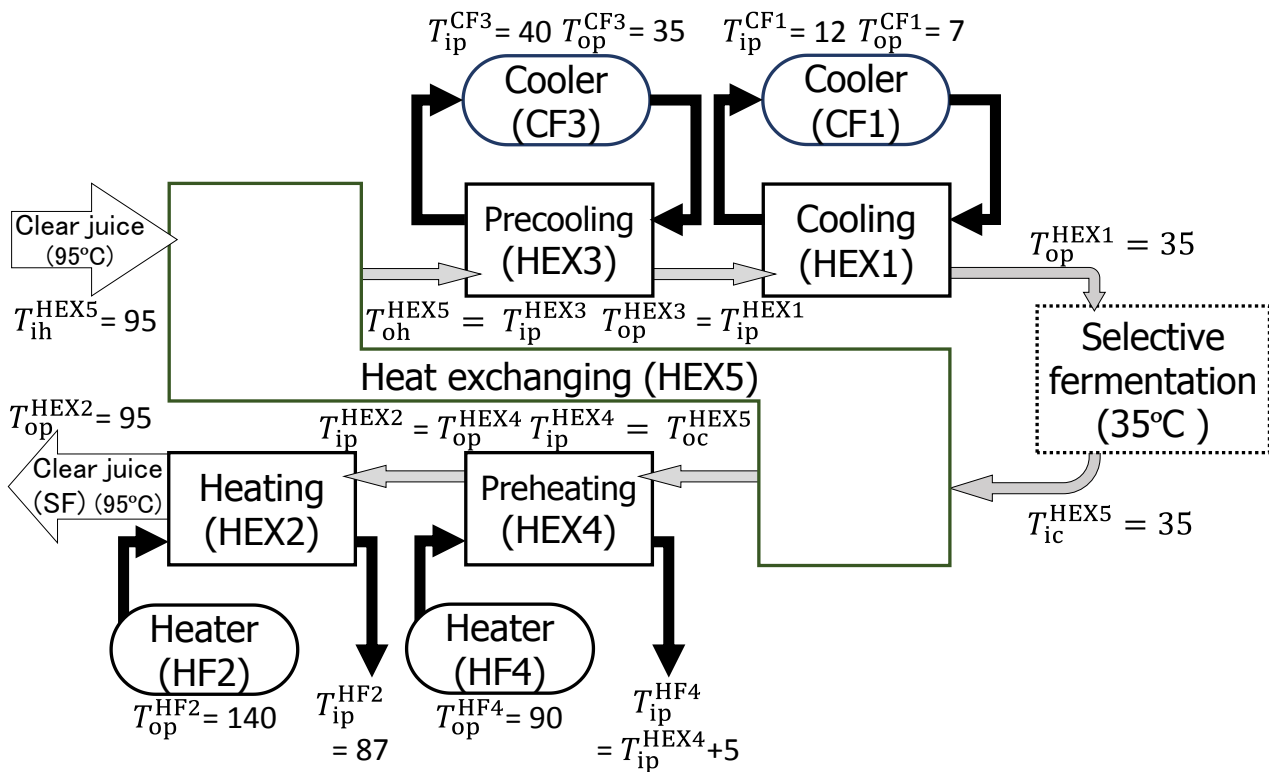 T_ip^CF3 = 40 T_op^CF3 = 35
T_ip^CF1 = 12 T_op^CF1 = 7
Cooler
(CF3)
Cooler
(CF1)
Clear juice
(95ºC)
T_ih^HEX5 = 95
Precooling
(HEX3)
Cooling
(HEX1)
T_op^HEX1 = 35
T_oh^HEX5 = T_ip^HEX3
T_op^HEX3 = T_ip^HEX1
Selective
fermentation
(35ºC )
Heat exchanging (HEX5)
T_op^HEX2 = 95
T_ip^HEX2 = T_op^HEX4
T_ip^HEX4 = T_oc^HEX5
T_ic^HEX5 = 35
Clear juice
(SF) (95ºC)
Heating
(HEX2)
Preheating
(HEX4)
Heater
(HF2)
Heater
(HF4)
T_op^HF2 = 140
T_ip^HF2
= 87
T_op^HF4 = 90
T_ip^HF4
= T_ip^HEX4+5